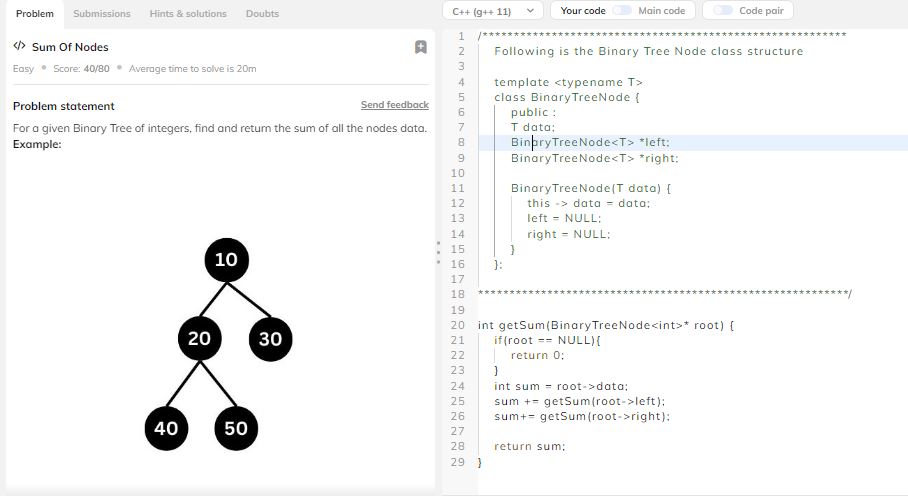 Problem Submissions Hints & solutions Doubts
</> Sum Of Nodes
Easy Score: 40/80 Average time to solve is 20m
Problem statement Send feedback
For a given Binary Tree of integers, find and return the sum of all the nodes data.
Example:
10
20 30
40 50
C++ (g++ 11) Your code Main code Code pair
1 /***********************************************************
2 Following is the Binary Tree Node class structure
3
4 template <typename T>
5 class BinaryTreeNode {
6 public :
7 T data;
8 BinaryTreeNode<T> *left;
9 BinaryTreeNode<T> *right;
10
11 BinaryTreeNode(T data) {
12 this -> data = data;
13 left = NULL;
14 right = NULL;
15 }
16 };
17
18 ***********************************************************/
19
20 int getSum(BinaryTreeNode<int>* root) {
21 if(root == NULL){
22 return 0;
23 }
24 int sum = root->data;
25 sum += getSum(root->left);
26 sum+= getSum(root->right);
27
28 return sum;
29 }